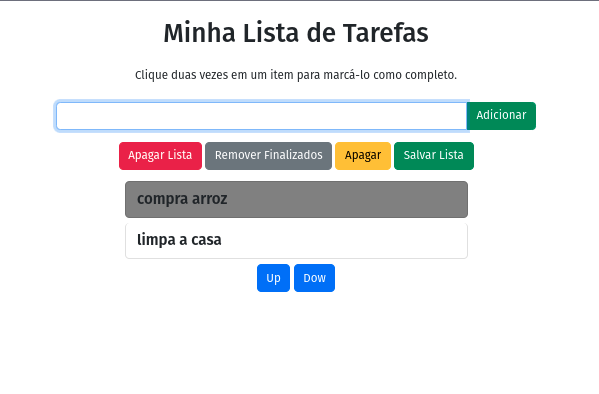 Minha Lista de Tarefas
Clique duas vezes em um item para marcá-lo como completo.
Adicionar
Apagar Lista Remover Finalizados Apagar Salvar Lista
compra arroz
limpa a casa
Up Dow